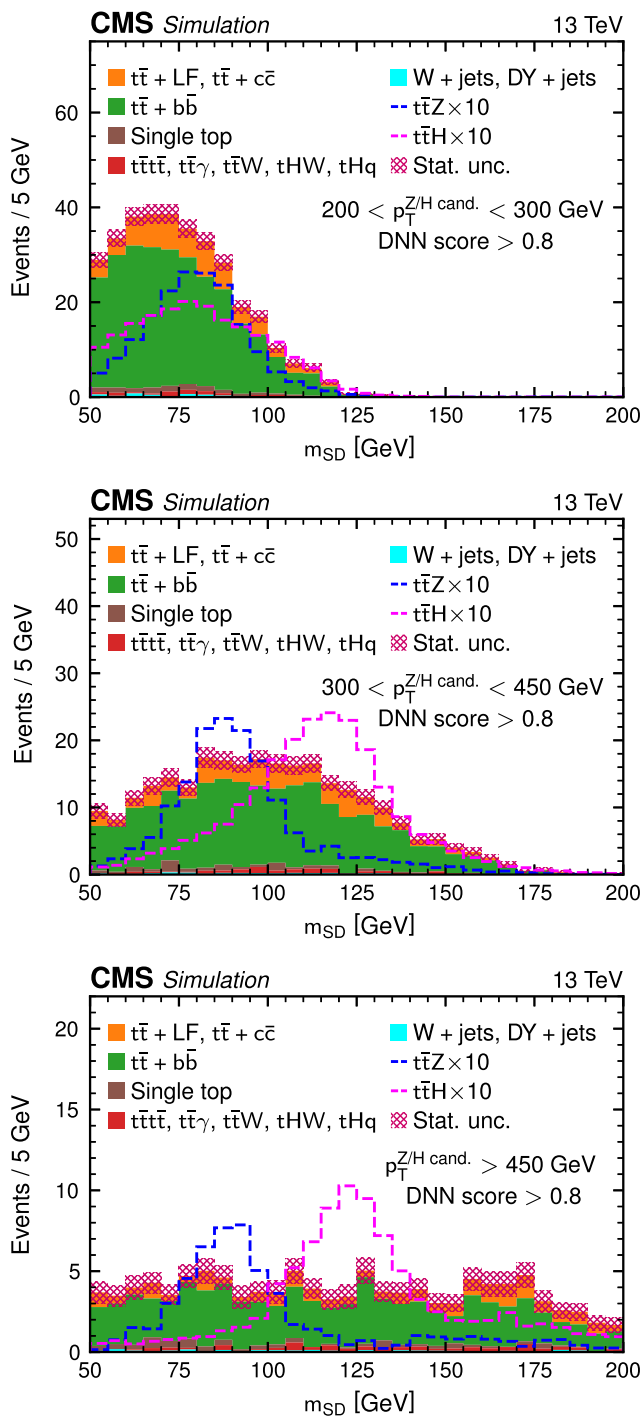 CMS Simulation 13 TeV
tt̄ + LF, tt̄ + cc̄ W + jets, DY + jets
tt̄ + bb̄ tt̄Z×10
Single top tt̄H×10
tt̄tt̄, tt̄γ, tt̄W, tHW, tHq Stat. unc.
200 < p_T^{Z/H cand.} < 300 GeV
DNN score > 0.8
Events / 5 GeV
60
40
20
0
50 75 100 125 150 175 200
m_SD [GeV]
CMS Simulation 13 TeV
tt̄ + LF, tt̄ + cc̄ W + jets, DY + jets
tt̄ + bb̄ tt̄Z×10
Single top tt̄H×10
tt̄tt̄, tt̄γ, tt̄W, tHW, tHq Stat. unc.
300 < p_T^{Z/H cand.} < 450 GeV
DNN score > 0.8
Events / 5 GeV
50
40
30
20
10
0
50 75 100 125 150 175 200
m_SD [GeV]
CMS Simulation 13 TeV
tt̄ + LF, tt̄ + cc̄ W + jets, DY + jets
tt̄ + bb̄ tt̄Z×10
Single top tt̄H×10
tt̄tt̄, tt̄γ, tt̄W, tHW, tHq Stat. unc.
p_T^{Z/H cand.} > 450 GeV
DNN score > 0.8
Events / 5 GeV
20
15
10
5
0
50 75 100 125 150 175 200
m_SD [GeV]